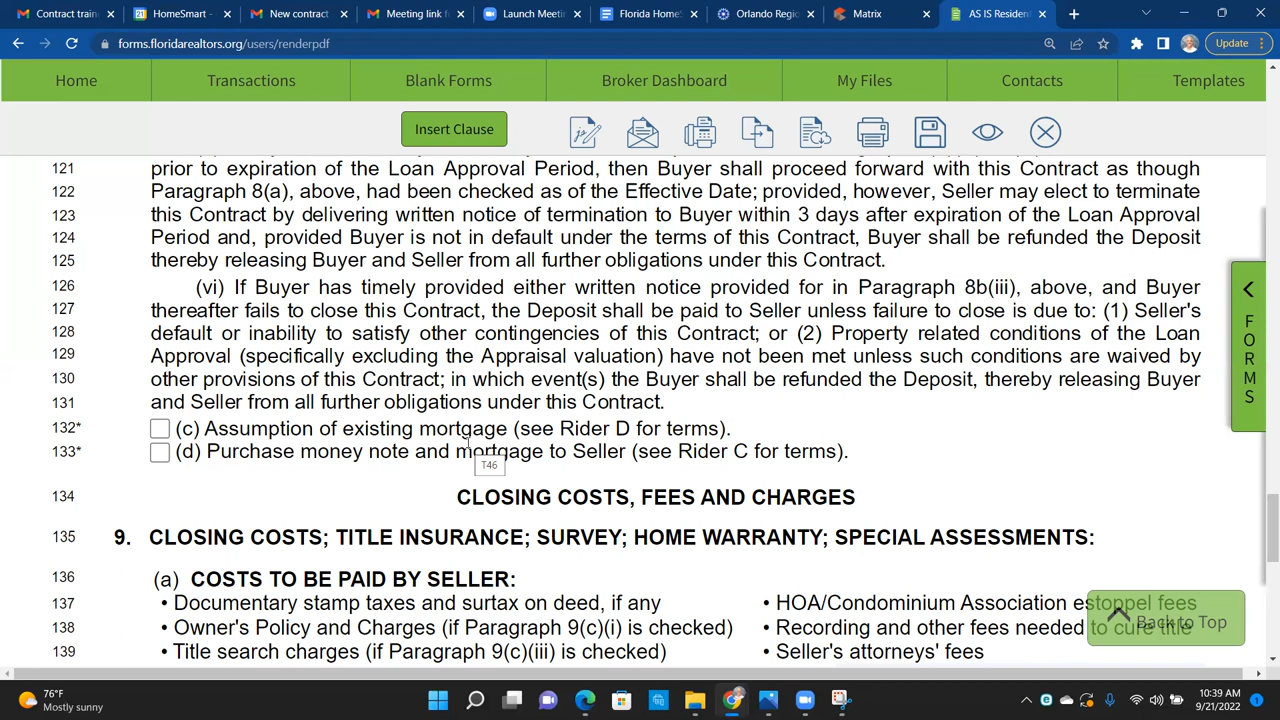 Contract train
HomeSmart -
New contract
Meeting link f
Launch Meeti
Florida HomeS
Orlando Regio
Matrix
AS IS Residen
forms.floridarealtors.org/users/renderpdf
Update
Home
Transactions
Blank Forms
Broker Dashboard
My Files
Contacts
Templates
Insert Clause
121 prior to expiration of the Loan Approval Period, then Buyer shall proceed forward with this Contract as though
122 Paragraph 8(a), above, had been checked as of the Effective Date; provided, however, Seller may elect to terminate
123 this Contract by delivering written notice of termination to Buyer within 3 days after expiration of the Loan Approval
124 Period and, provided Buyer is not in default under the terms of this Contract, Buyer shall be refunded the Deposit
125 thereby releasing Buyer and Seller from all further obligations under this Contract.
126 (vi) If Buyer has timely provided either written notice provided for in Paragraph 8b(iii), above, and Buyer
127 thereafter fails to close this Contract, the Deposit shall be paid to Seller unless failure to close is due to: (1) Seller's
128 default or inability to satisfy other contingencies of this Contract; or (2) Property related conditions of the Loan
129 Approval (specifically excluding the Appraisal valuation) have not been met unless such conditions are waived by
130 other provisions of this Contract; in which event(s) the Buyer shall be refunded the Deposit, thereby releasing Buyer
131 and Seller from all further obligations under this Contract.
132* (c) Assumption of existing mortgage (see Rider D for terms).
133* (d) Purchase money note and mortgage to Seller (see Rider C for terms).
T46
134 CLOSING COSTS, FEES AND CHARGES
135 9. CLOSING COSTS; TITLE INSURANCE; SURVEY; HOME WARRANTY; SPECIAL ASSESSMENTS:
136 (a) COSTS TO BE PAID BY SELLER:
137 • Documentary stamp taxes and surtax on deed, if any • HOA/Condominium Association estoppel fees
138 • Owner's Policy and Charges (if Paragraph 9(c)(i) is checked) • Recording and other fees needed to cure title
139 • Title search charges (if Paragraph 9(c)(iii) is checked) • Seller's attorneys' fees
Back to Top
FORMS
76°F
Mostly sunny
10:39 AM
9/21/2022